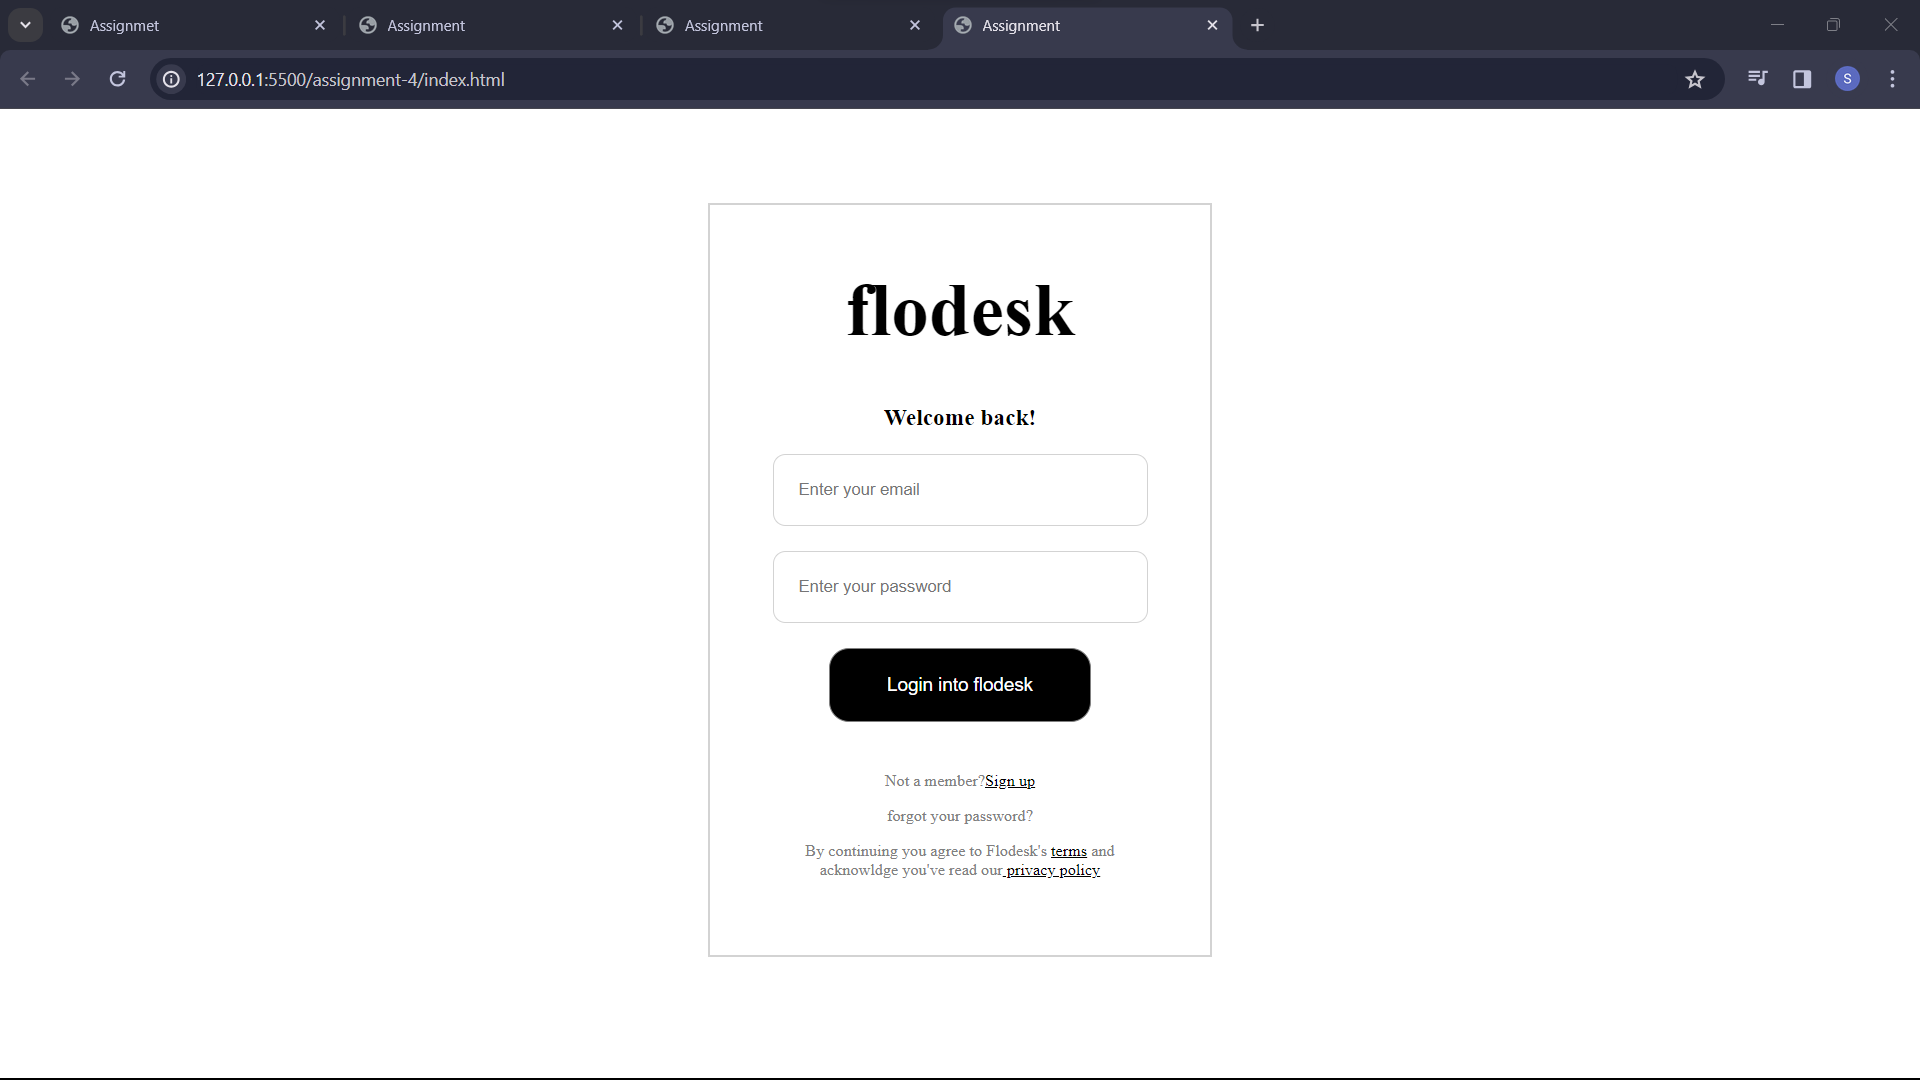 Assignmet
Assignment
Assignment
Assignment
127.0.0.1:5500/assignment-4/index.html
S
flodesk
Welcome back!
Enter your email
Enter your password
Login into flodesk
Not a member?Sign up
forgot your password?
By continuing you agree to Flodesk's terms and
acknowldge you've read our privacy policy